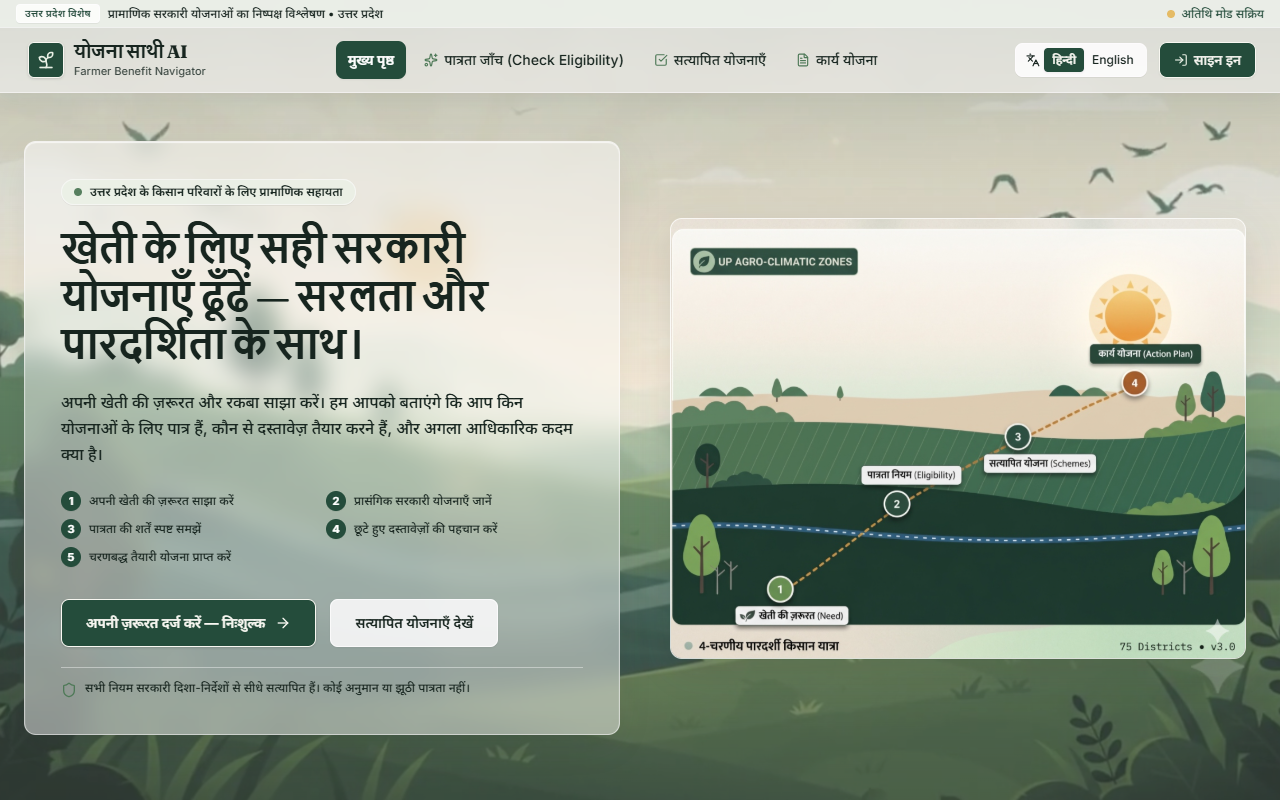 उत्तर प्रदेश विशेष
प्रामाणिक सरकारी योजनाओं का निष्पक्ष विश्लेषण • उत्तर प्रदेश
अतिथि मोड सक्रिय
योजना साथी AI
Farmer Benefit Navigator
मुख्य पृष्ठ
पात्रता जाँच (Check Eligibility)
सत्यापित योजनाएँ
कार्य योजना
हिन्दी
English
साइन इन
उत्तर प्रदेश के किसान परिवारों के लिए प्रामाणिक सहायता
खेती के लिए सही सरकारी
योजनाएँ ढूँढें — सरलता और
पारदर्शिता के साथ।
अपनी खेती की ज़रूरत और रकबा साझा करें। हम आपको बताएंगे कि आप किन
योजनाओं के लिए पात्र हैं, कौन से दस्तावेज़ तैयार करने हैं, और अगला आधिकारिक कदम
क्या है।
1 अपनी खेती की ज़रूरत साझा करें
2 प्रासंगिक सरकारी योजनाएँ जानें
3 पात्रता की शर्तें स्पष्ट समझें
4 छूटे हुए दस्तावेज़ों की पहचान करें
5 चरणबद्ध तैयारी योजना प्राप्त करें
अपनी ज़रूरत दर्ज करें — निःशुल्क
सत्यापित योजनाएँ देखें
सभी नियम सरकारी दिशा-निर्देशों से सीधे सत्यापित हैं। कोई अनुमान या झूठी पात्रता नहीं।
UP AGRO-CLIMATIC ZONES
कार्य योजना (Action Plan)
4
3
सत्यापित योजना (Schemes)
पात्रता नियम (Eligibility)
2
1
खेती की ज़रूरत (Need)
4-चरणीय पारदर्शी किसान यात्रा
75 Districts • v3.0